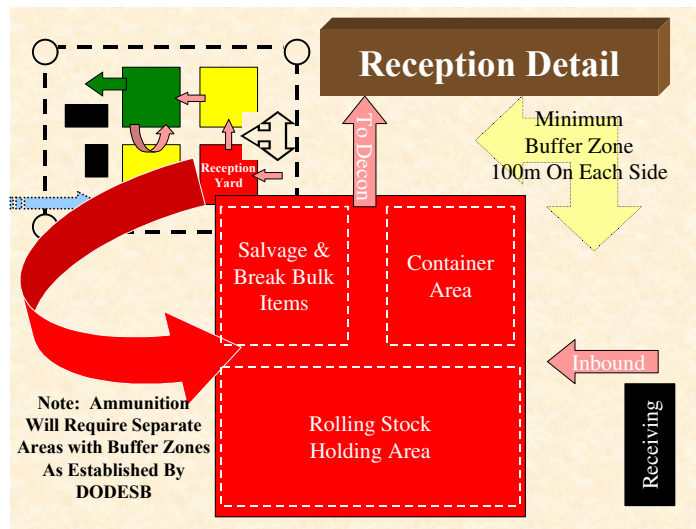 Reception Detail
Minimum
Buffer Zone
100m On Each Side
Reception
Yard
To Decon
Salvage &
Break Bulk
Items
Container
Area
Inbound
Rolling Stock
Holding Area
Receiving
Note:  Ammunition
Will Require Separate
Areas with Buffer Zones
As Established By
DODESB